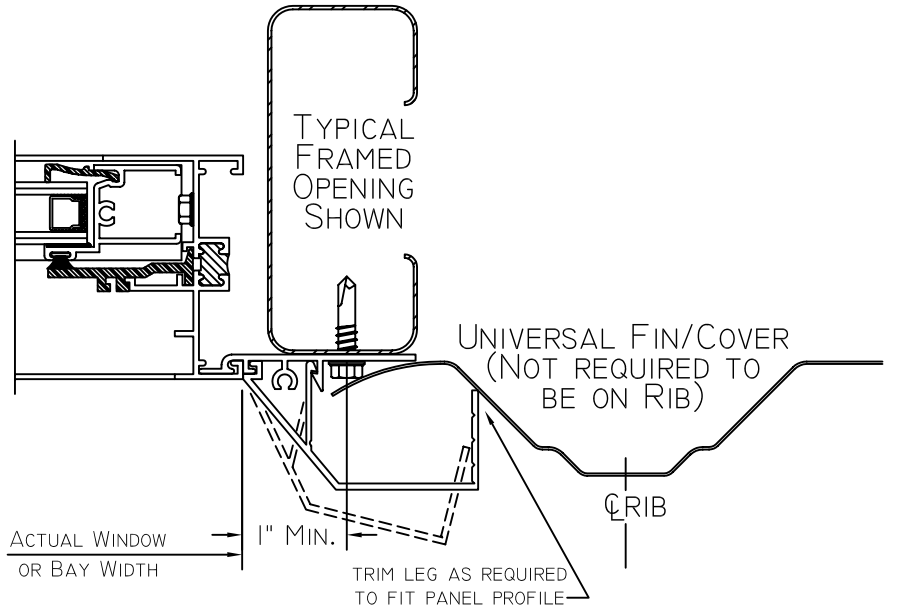 TYPICAL
FRAMED
OPENING
SHOWN
UNIVERSAL FIN/COVER
(NOT REQUIRED TO
BE ON RIB)
℄ RIB
1" MIN.
ACTUAL WINDOW
OR BAY WIDTH
TRIM LEG AS REQUIRED
TO FIT PANEL PROFILE